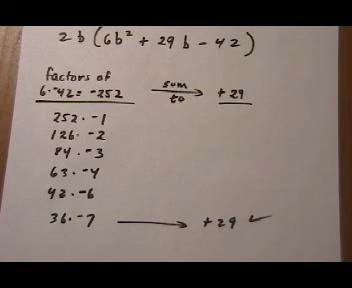 2b(6b² + 29b - 42)
factors of
6·-42 = -252 sum to + 29
252·-1
126·-2
84·-3
63·-4
42·-6
36·-7 → +29 ✓